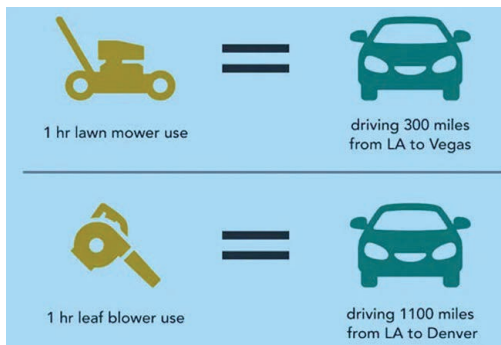 1 hr lawn mower use
driving 300 miles
from LA to Vegas
1 hr leaf blower use
driving 1100 miles
from LA to Denver